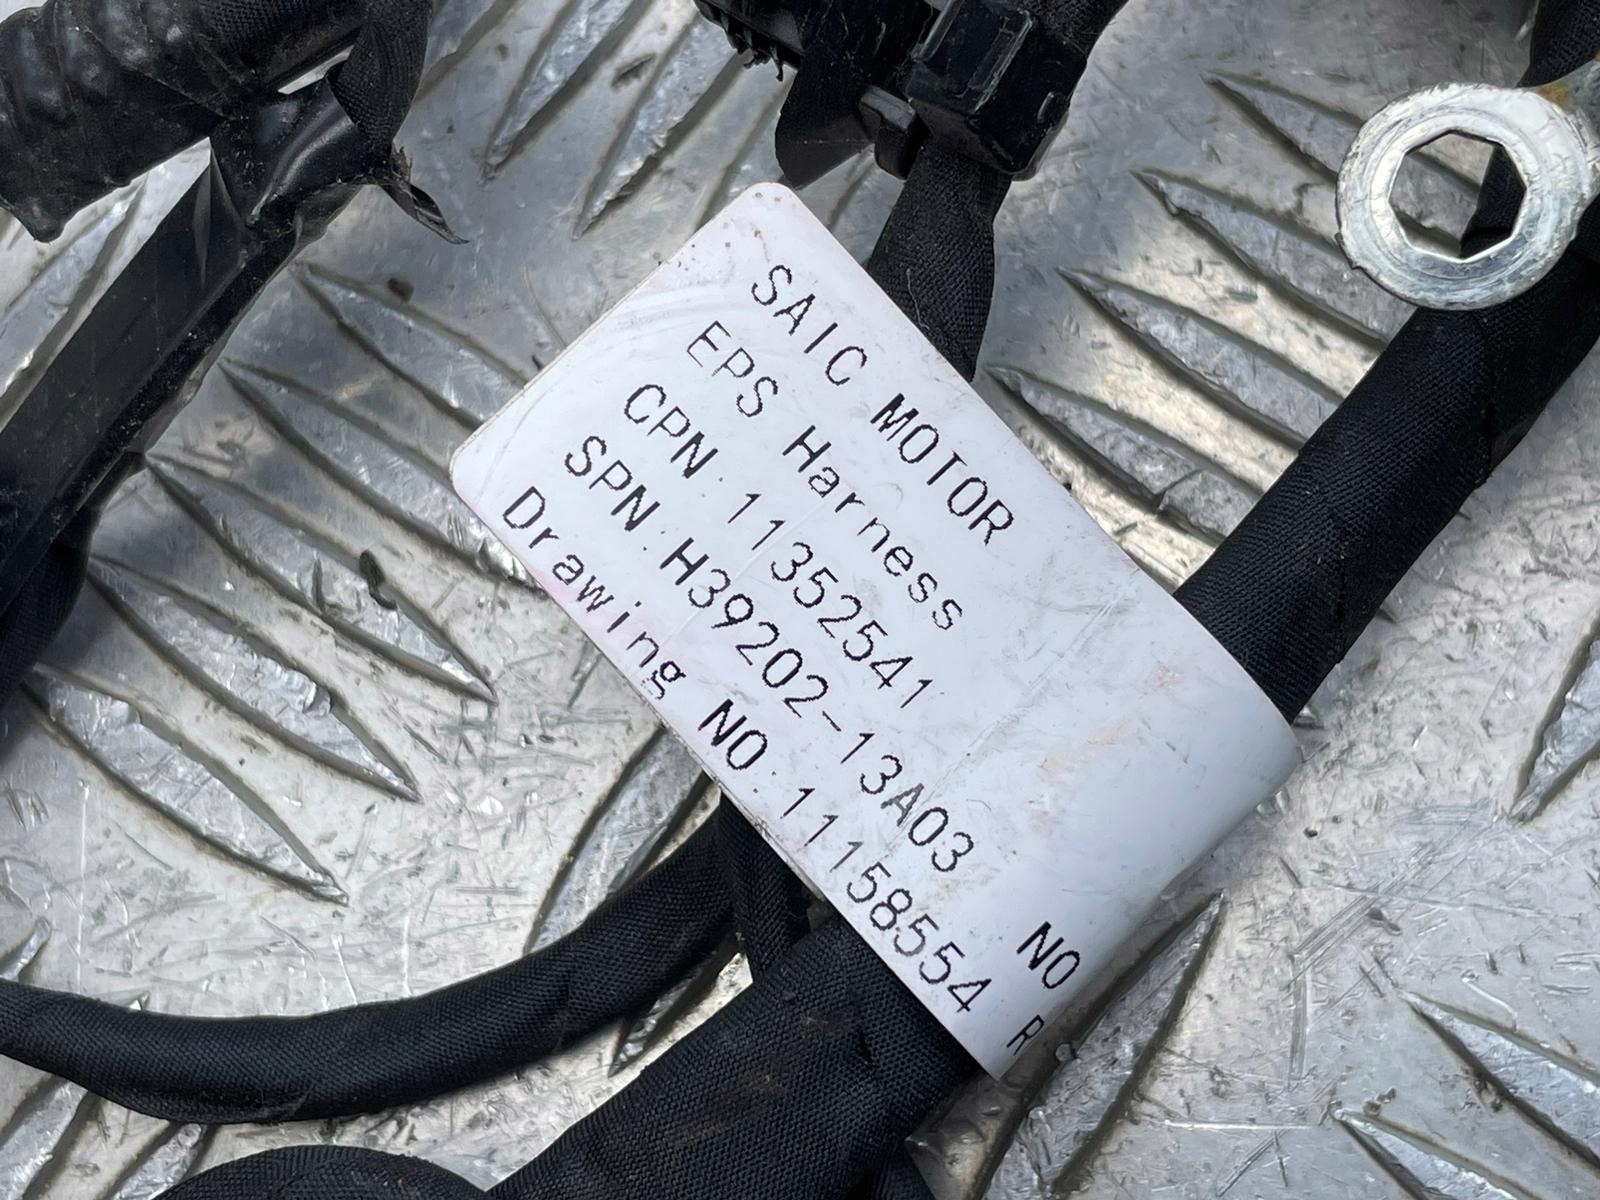 SAIC MOTOR
EPS Harness
CPN:11352541
SPN:H39202-13A03 NO
Drawing NO.:11158554 R